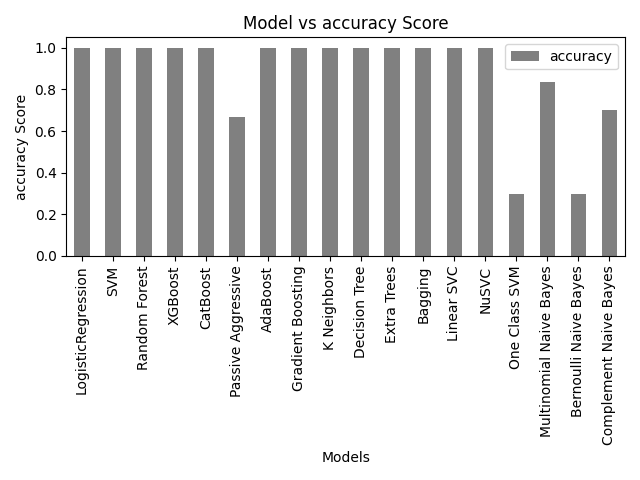 Model vs accuracy Score
accuracy
accuracy Score
1.0
0.8
0.6
0.4
0.2
0.0
LogisticRegression
SVM
Random Forest
XGBoost
CatBoost
Passive Aggressive
AdaBoost
Gradient Boosting
K Neighbors
Decision Tree
Extra Trees
Bagging
Linear SVC
NuSVC
One Class SVM
Multinomial Naive Bayes
Bernoulli Naive Bayes
Complement Naive Bayes
Models